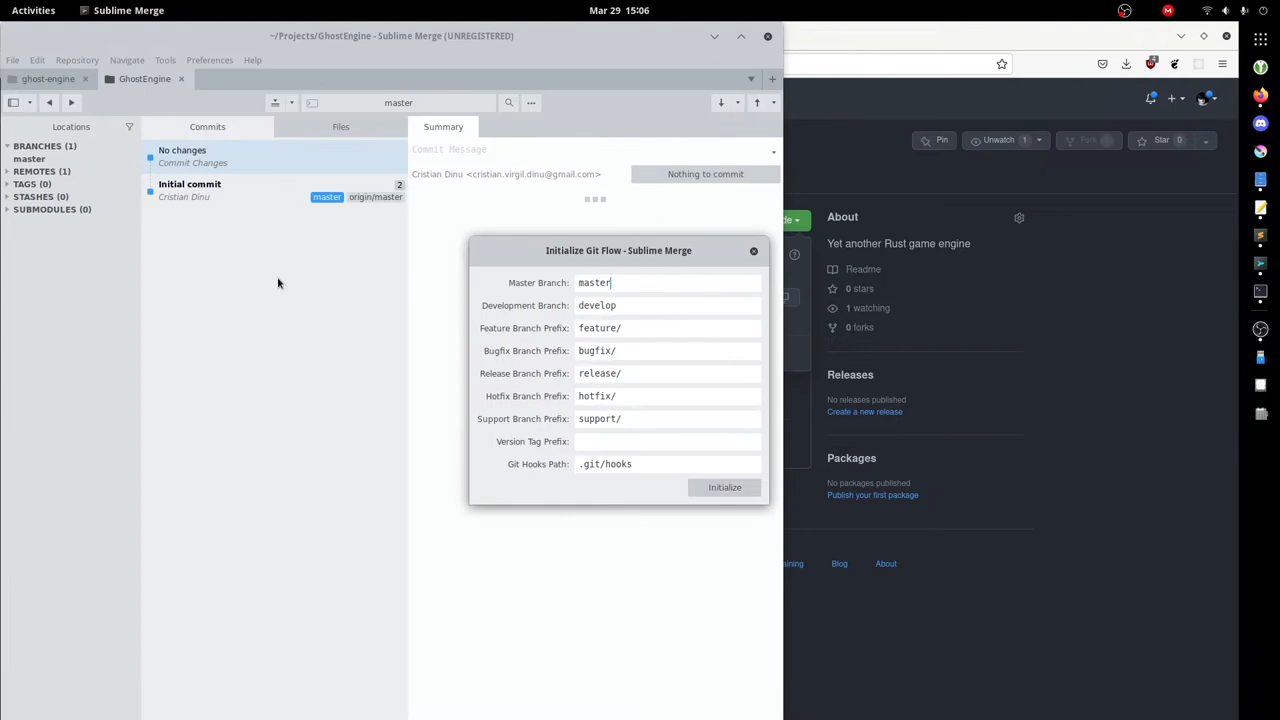 Activities
Sublime Merge
Mar 29 15:06
~/Projects/GhostEngine - Sublime Merge (UNREGISTERED)
File Edit Repository Navigate Tools Preferences Help
ghost-engine
GhostEngine
master
Locations
Commits
Files
Summary
BRANCHES (1)
master
REMOTES (1)
TAGS (0)
STASHES (0)
SUBMODULES (0)
No changes
Commit Changes
Initial commit
2
Cristian Dinu
master
origin/master
Commit Message
Cristian Dinu <cristian.virgil.dinu@gmail.com>
Nothing to commit
Initialize Git Flow - Sublime Merge
Master Branch: master
Development Branch: develop
Feature Branch Prefix: feature/
Bugfix Branch Prefix: bugfix/
Release Branch Prefix: release/
Hotfix Branch Prefix: hotfix/
Support Branch Prefix: support/
Version Tag Prefix:
Git Hooks Path: .git/hooks
Initialize
Pin
Unwatch 1
Fork 0
Star 0
de
About
Yet another Rust game engine
Readme
0 stars
1 watching
0 forks
Releases
No releases published
Create a new release
Packages
No packages published
Publish your first package
aining
Blog
About